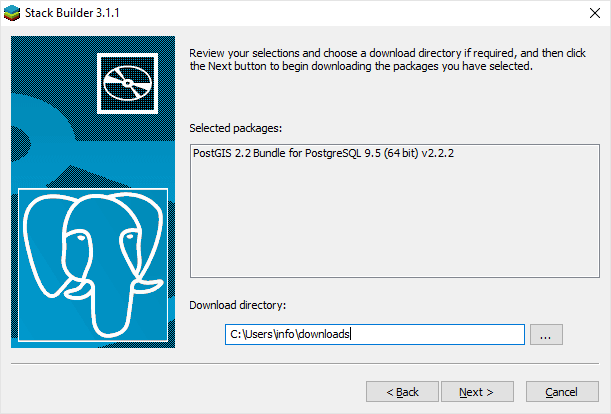 Stack Builder 3.1.1
Review your selections and choose a download directory if required, and then click
the Next button to begin downloading the packages you have selected.
Selected packages:
PostGIS 2.2 Bundle for PostgreSQL 9.5 (64 bit) v2.2.2
Download directory:
C:\Users\info\downloads
...
< Back
Next >
Cancel